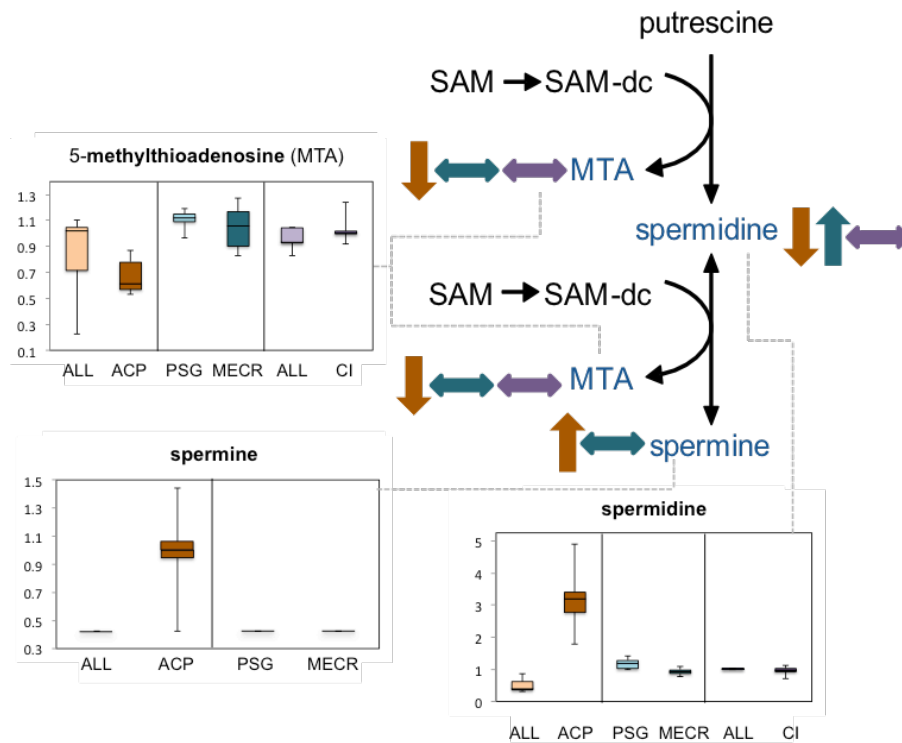 putrescine
SAM SAM-dc
5-methylthioadenosine (MTA)
1.3
1.1
0.9
0.7
0.5
0.3
0.1
ALL ACP PSG MECR ALL CI
MTA
spermidine
SAM SAM-dc
MTA
spermine
spermine
1.5
1.3
1.1
0.9
0.7
0.5
0.3
ALL ACP PSG MECR
spermidine
5
4
3
2
1
0
ALL ACP PSG MECR ALL CI